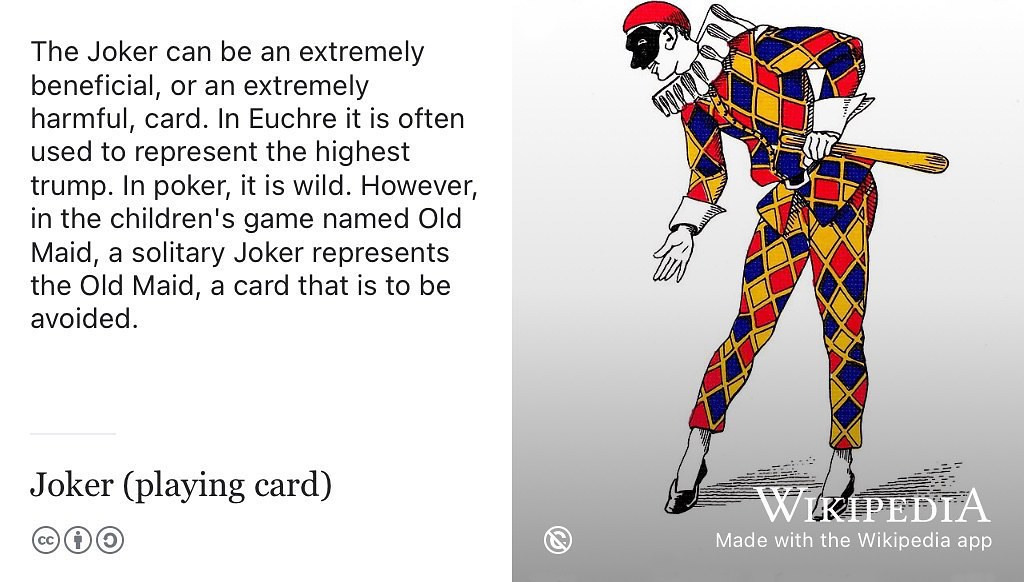 The Joker can be an extremely
beneficial, or an extremely
harmful, card. In Euchre it is often
used to represent the highest
trump. In poker, it is wild. However,
in the children's game named Old
Maid, a solitary Joker represents
the Old Maid, a card that is to be
avoided.
Joker (playing card)
cc
WIKIPEDIA
Made with the Wikipedia app